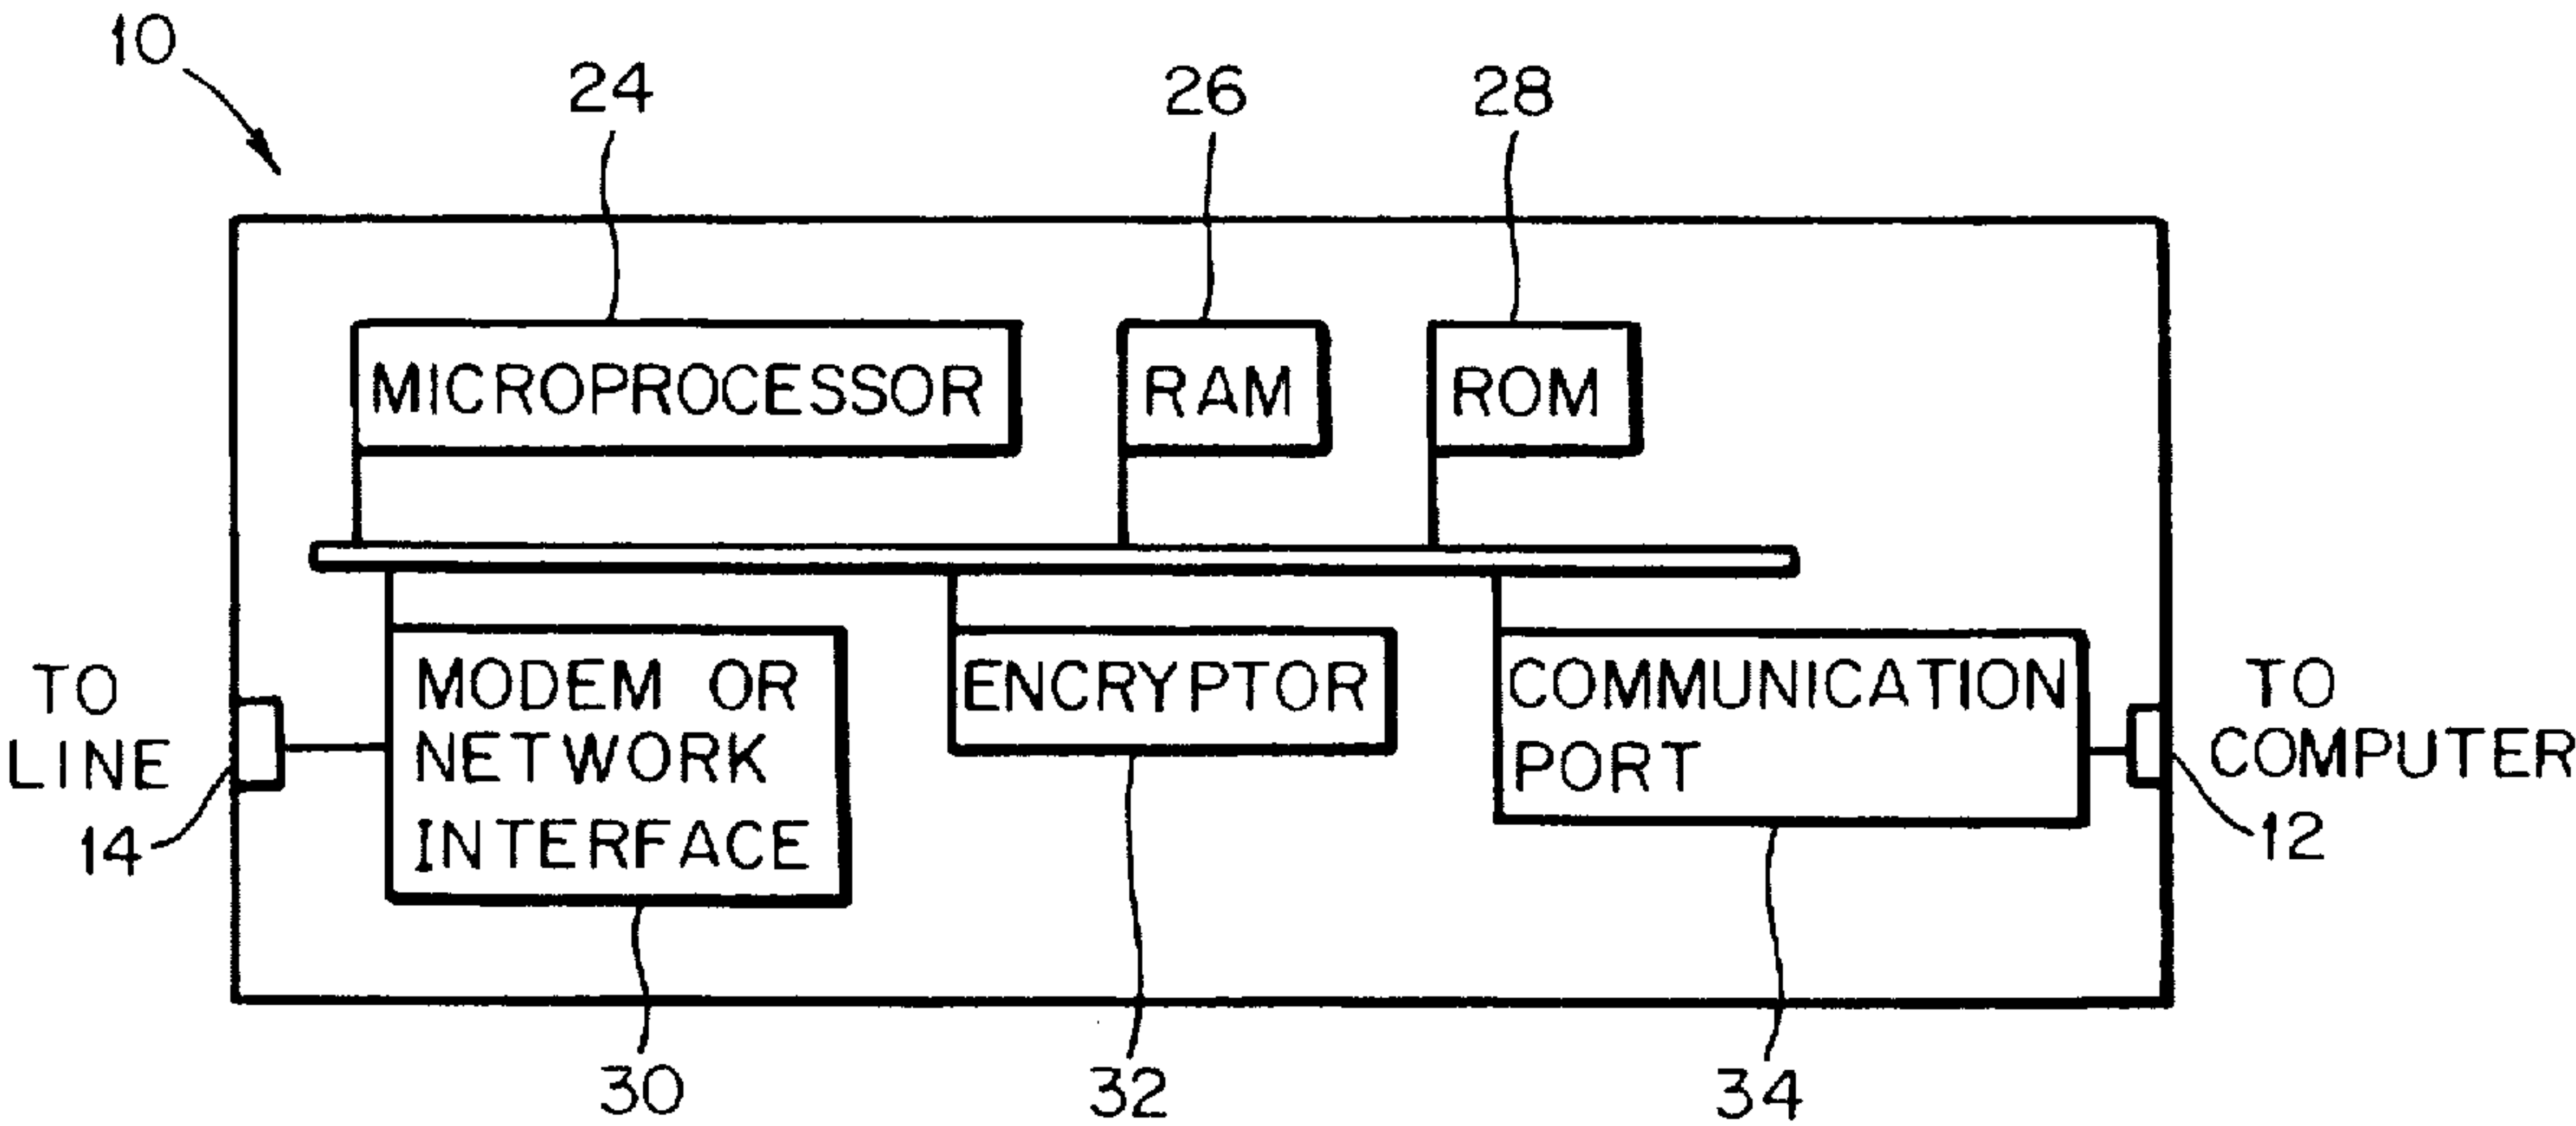 10
24
26
28
MICROPROCESSOR
RAM
ROM
TO
LINE
14
MODEM OR
NETWORK
INTERFACE
ENCRYPTOR
COMMUNICATION
PORT
TO
COMPUTER
12
30
32
34